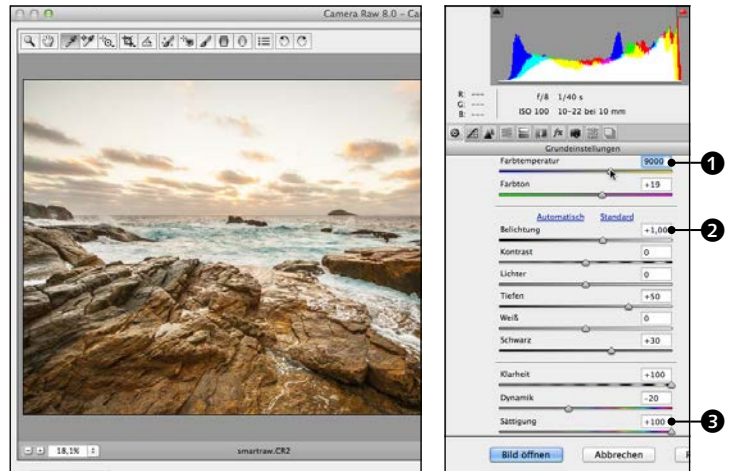 Camera Raw 8.0 – Ca
18,1%
smartraw.CR2
R: ---
G: ---
B: ---
f/8 1/40 s
ISO 100 10–22 bei 10 mm
fx
Grundeinstellungen
Farbtemperatur 9000 1
Farbton +19
Automatisch Standard
Belichtung +1,00 2
Kontrast 0
Lichter 0
Tiefen +50
Weiß 0
Schwarz +30
Klarheit +100
Dynamik -20
Sättigung +100 3
Bild öffnen Abbrechen